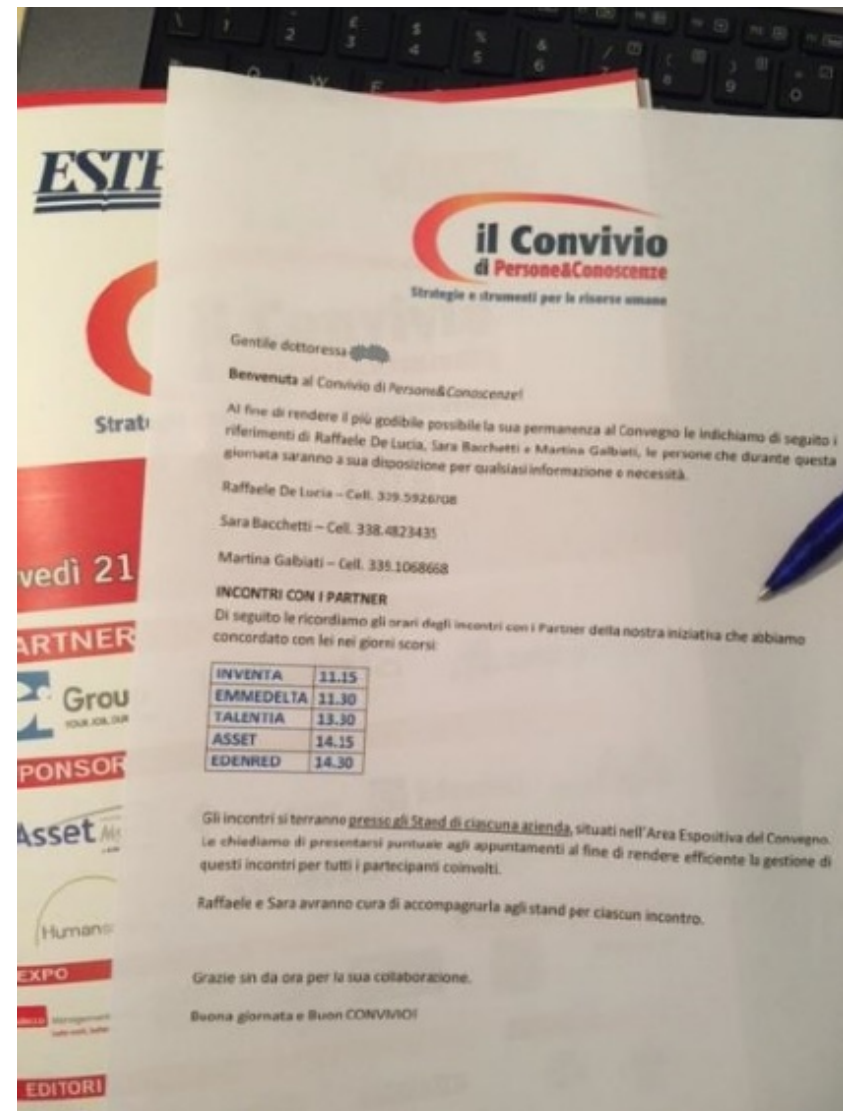 ESTE
il Convivio
di Persone&Conoscenze
Strategie e strumenti per le risorse umane
Gentile dottoressa
Benvenuta al Convivio di Persone&Conoscenze!
Al fine di rendere il più godibile possibile la sua permanenza al Convegno le indichiamo di seguito i
riferimenti di Raffaele De Lucia, Sara Bacchetti e Martina Galbiati, le persone che durante questa
giornata saranno a sua disposizione per qualsiasi informazione e necessità.
Raffaele De Lucia – Cell.
Sara Bacchetti – Cell. 338.4823435
Martina Galbiati – Cell. 335.1068668
INCONTRI CON I PARTNER
Di seguito le ricordiamo gli orari degli incontri con i Partner della nostra iniziativa che abbiamo
concordato con lei nei giorni scorsi:
INVENTA 11.15
EMMEDELTA 11.30
TALENTIA 13.30
ASSET 14.15
EDENRED 14.30
Gli incontri si terranno presso gli Stand di ciascuna azienda, situati nell'Area Espositiva del Convegno.
Le chiediamo di presentarsi puntuale agli appuntamenti al fine di rendere efficiente la gestione di
questi incontri per tutti i partecipanti coinvolti.
Raffaele e Sara avranno cura di accompagnarla agli stand per ciascun incontro.
Grazie sin da ora per la sua collaborazione.
Buona giornata e Buon CONVIVIO!
Strat
vedì 21
ARTNER
Grou
YOUR JOB, OUR
PONSOR
Asset
Humans
EXPO
EDITORI